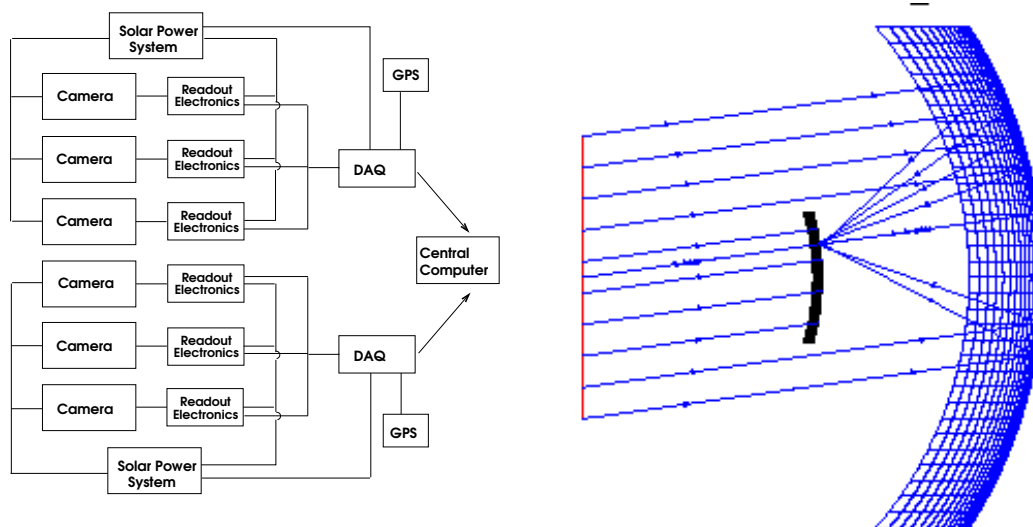 Solar Power
System
GPS
Camera
Readout
Electronics
Camera
Readout
Electronics
DAQ
Camera
Readout
Electronics
Central
Computer
Camera
Readout
Electronics
Camera
Readout
Electronics
DAQ
Camera
Readout
Electronics
GPS
Solar Power
System